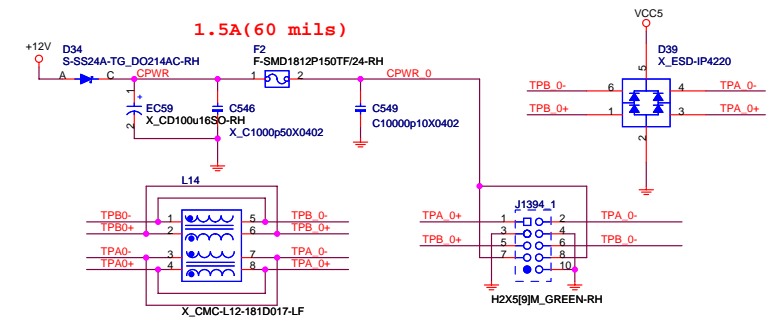 1.5A(60 mils)
+12V
D34
S-SS24A-TG_DO214AC-RH
A
C
CPWR
F2
F-SMD1812P150TF/24-RH
1
2
CPWR_0
1
+
2
EC59
X_CD100u16SO-RH
C546
X_C1000p50X0402
C549
C10000p10X0402
VCC5
D39
X_ESD-IP4220
5
TPB_0-
6
4
TPA_0-
TPB_0+
1
3
TPA_0+
2
L14
TPB0-
1
5
TPB_0-
TPB0+
2
6
TPB_0+
TPA0-
3
7
TPA_0-
TPA0+
4
8
TPA_0+
X_CMC-L12-181D017-LF
J1394_1
TPA_0+
1
2
TPA_0-
3
4
TPB_0+
5
6
TPB_0-
7
8
10
H2X5[9]M_GREEN-RH